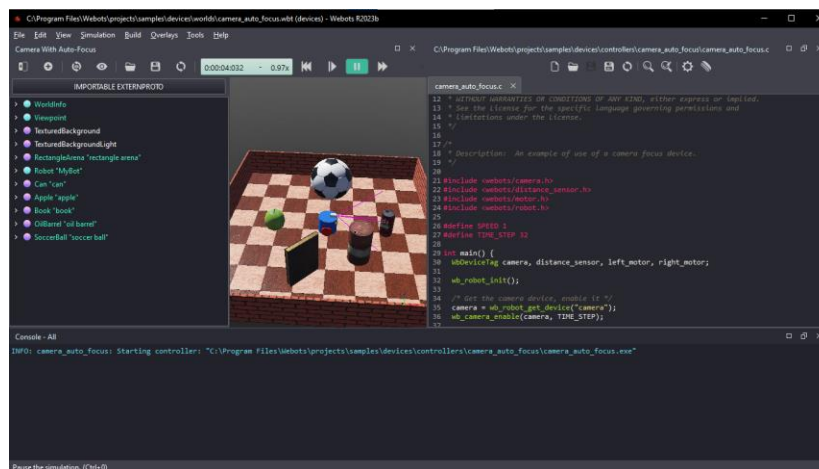 C:\Program Files\Webots\projects\samples\devices\worlds\camera_auto_focus.wbt (devices) - Webots R2023b
File Edit View Simulation Build Overlays Tools Help
Camera With Auto-Focus
0:00:04:032 - 0.97x
IMPORTABLE EXTERNPROTO
WorldInfo
Viewpoint
TexturedBackground
TexturedBackgroundLight
RectangleArena "rectangle arena"
Robot "MyBot"
Can "can"
Apple "apple"
Book "book"
OilBarrel "oil barrel"
SoccerBall "soccer ball"
C:\Program Files\Webots\projects\samples\devices\controllers\camera_auto_focus\camera_auto_focus.c
camera_auto_focus.c
12 * WITHOUT WARRANTIES OR CONDITIONS OF ANY KIND, either express or implied.
13 * See the License for the specific language governing permissions and
14 * limitations under the License.
15 */
16
17 /*
18 * Description: An example of use of a camera focus device.
19 */
20
21 #include <webots/camera.h>
22 #include <webots/distance_sensor.h>
23 #include <webots/motor.h>
24 #include <webots/robot.h>
25
26 #define SPEED 1
27 #define TIME_STEP 32
28
29 int main() {
30 WbDeviceTag camera, distance_sensor, left_motor, right_motor;
31
32 wb_robot_init();
33
34 /* Get the camera device, enable it */
35 camera = wb_robot_get_device("camera");
36 wb_camera_enable(camera, TIME_STEP);
37
Console - All
INFO: camera_auto_focus: Starting controller: "C:\Program Files\Webots\projects\samples\devices\controllers\camera_auto_focus\camera_auto_focus.exe"
Pause the simulation. (Ctrl+0)